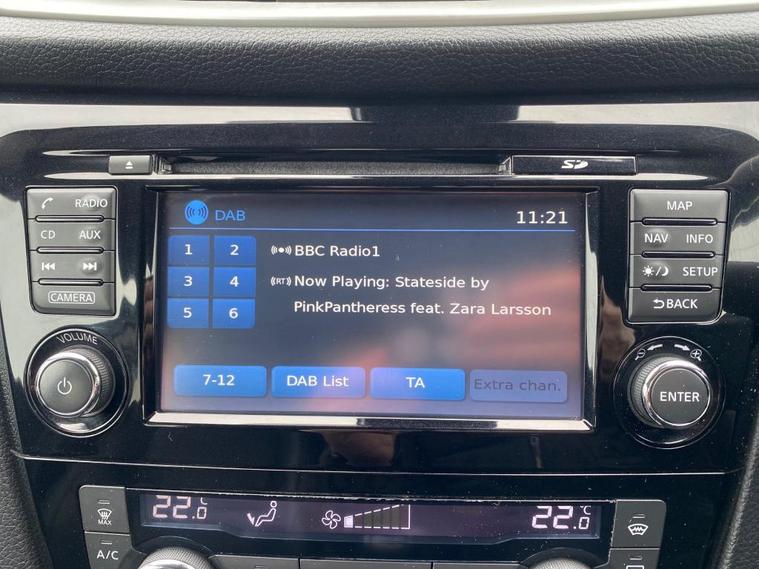 SD
RADIO
CD AUX
CAMERA
VOLUME
DAB
11:21
1 2
3 4
5 6
BBC Radio1
(RT) Now Playing: Stateside by
PinkPantheress feat. Zara Larsson
7-12
DAB List
TA
Extra chan.
MAP
NAV INFO
SETUP
BACK
ENTER
22.0°C
22.0°C
MAX
A/C